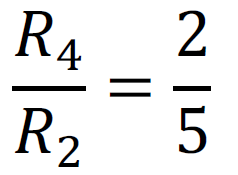 R₄/R₂ = 2/5